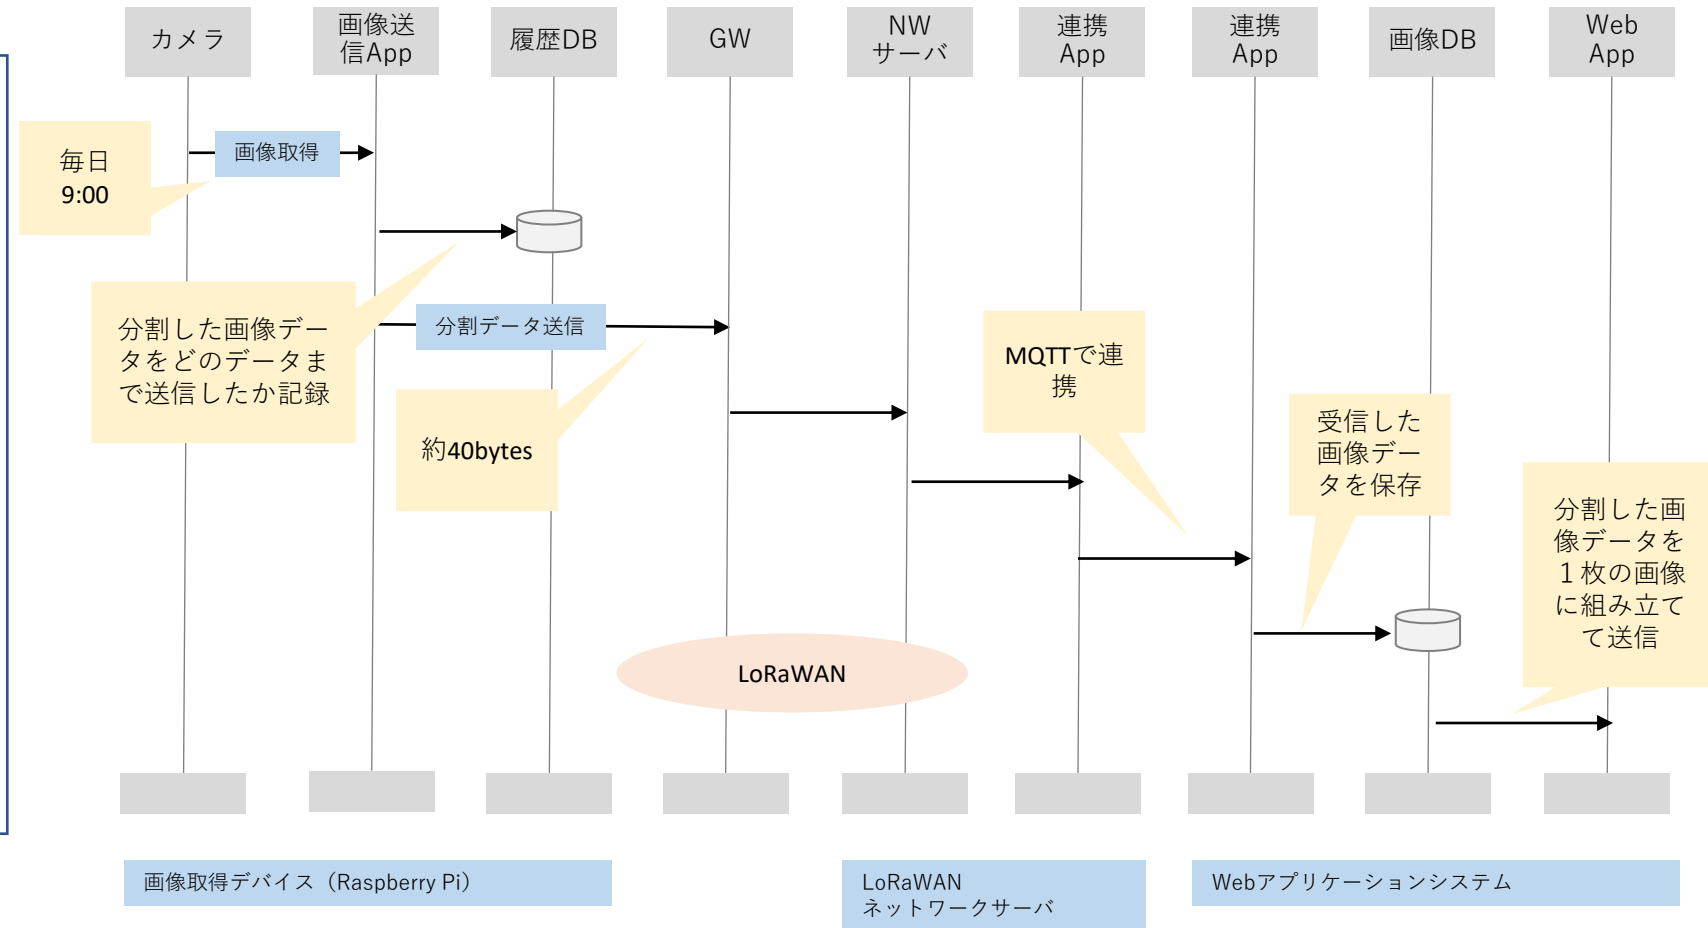 カメラ
画像送
信App
履歴DB
GW
NW
サーバ
連携
App
連携
App
画像DB
Web
App
毎日
9:00
画像取得
分割した画像デー
タをどのデータま
で送信したか記録
分割データ送信
約40bytes
MQTTで連
携
受信した
画像デー
タを保存
分割した画
像データを
１枚の画像
に組み立て
て送信
LoRaWAN
画像取得デバイス（Raspberry Pi）
LoRaWAN
ネットワークサーバ
Webアプリケーションシステム